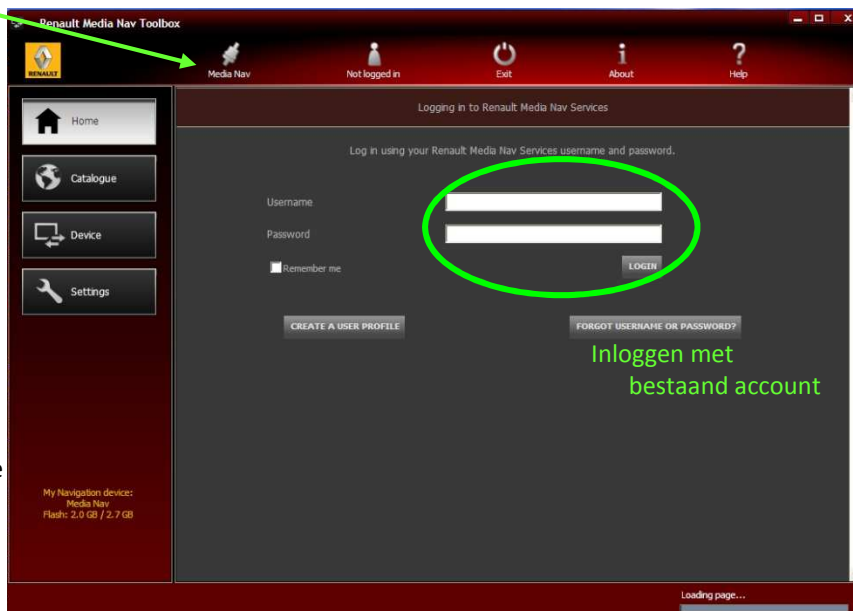 Renault Media Nav Toolbox
RENAULT
Media Nav
Not logged in
Exit
About
Help
Home
Catalogue
Device
Settings
My Navigation device:
Media Nav
Flash: 2.0 GB / 2.7 GB
Logging in to Renault Media Nav Services
Log in using your Renault Media Nav Services username and password.
Username
Password
Remember me
LOGIN
CREATE A USER PROFILE
FORGOT USERNAME OR PASSWORD?
Inloggen met
bestaand account
e
Loading page...